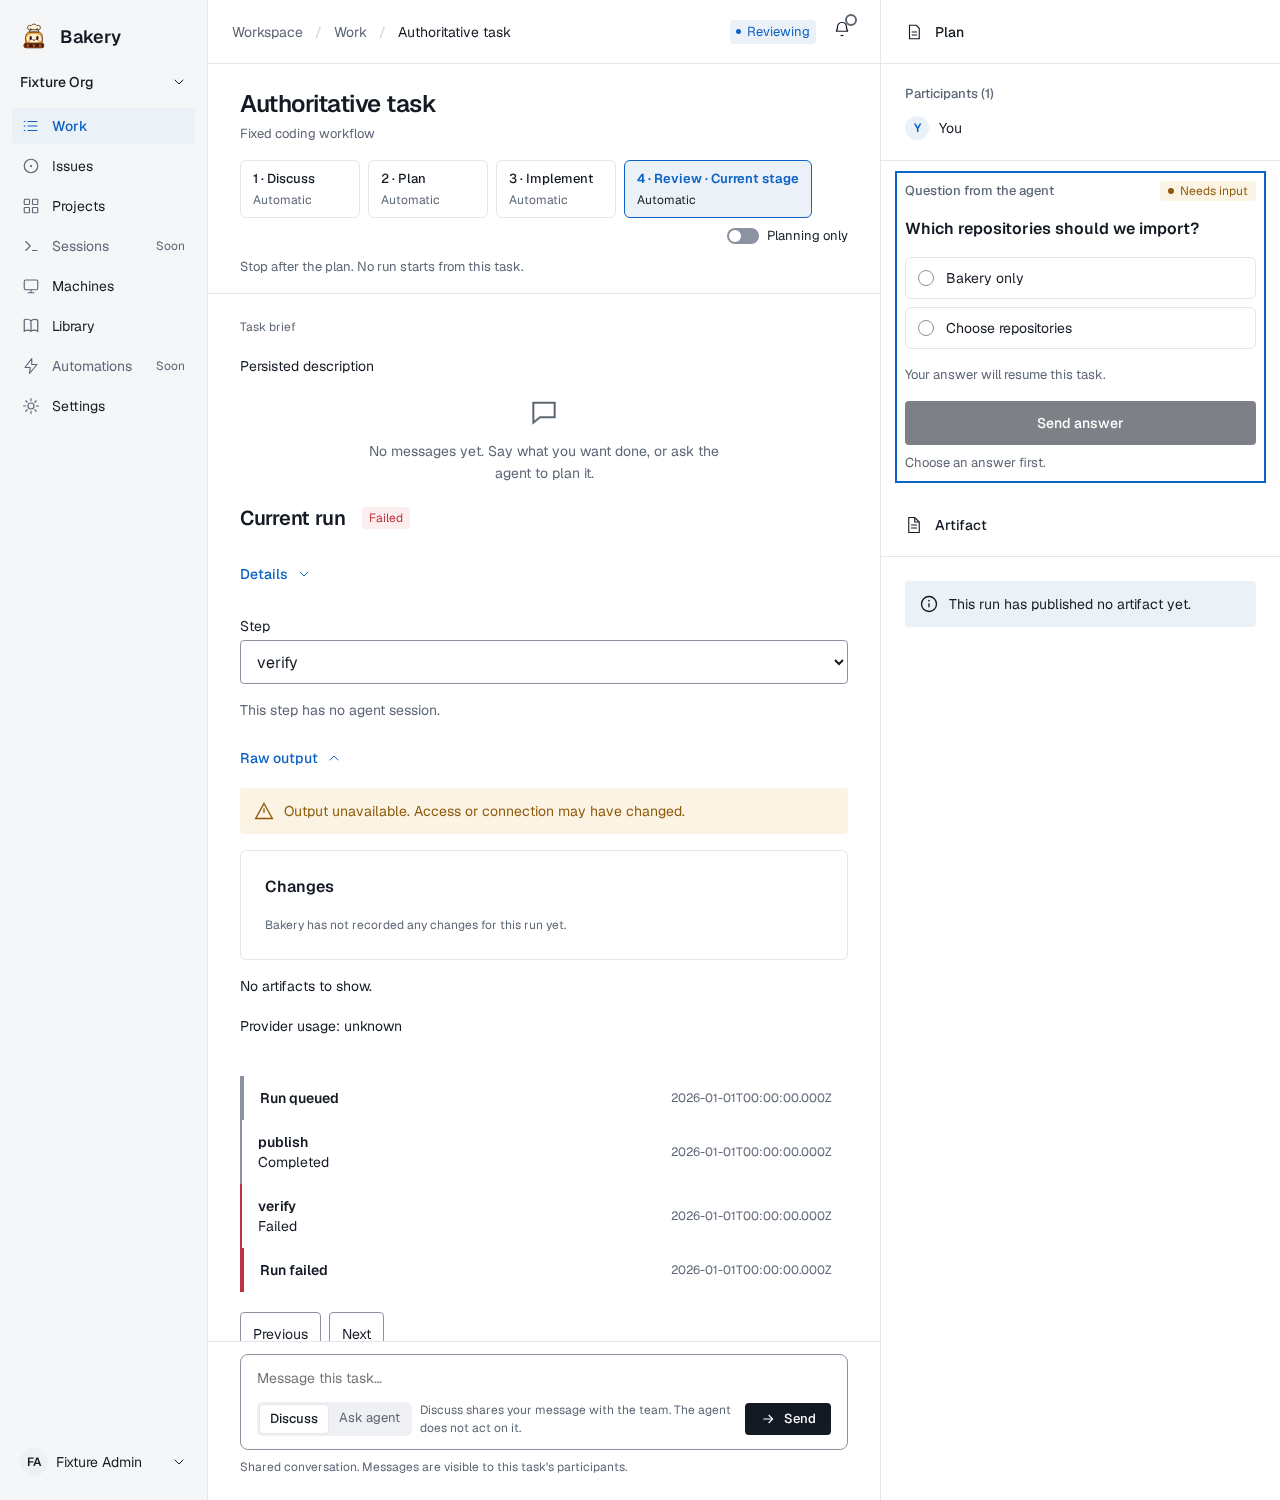 Bakery
Fixture Org
Work
Issues
Projects
Sessions Soon
Machines
Library
Automations Soon
Settings
FA Fixture Admin
Workspace / Work / Authoritative task
Reviewing
Authoritative task
Fixed coding workflow
1 · Discuss
Automatic
2 · Plan
Automatic
3 · Implement
Automatic
4 · Review · Current stage
Automatic
Planning only
Stop after the plan. No run starts from this task.
Task brief
Persisted description
No messages yet. Say what you want done, or ask the
agent to plan it.
Current run Failed
Details
Step
verify
This step has no agent session.
Raw output
Output unavailable. Access or connection may have changed.
Changes
Bakery has not recorded any changes for this run yet.
No artifacts to show.
Provider usage: unknown
Run queued 2026-01-01T00:00:00.000Z
publish
Completed 2026-01-01T00:00:00.000Z
verify
Failed 2026-01-01T00:00:00.000Z
Run failed 2026-01-01T00:00:00.000Z
Previous Next
Message this task...
Discuss Ask agent
Discuss shares your message with the team. The agent
does not act on it.
Send
Shared conversation. Messages are visible to this task's participants.
Plan
Participants (1)
Y You
Question from the agent Needs input
Which repositories should we import?
Bakery only
Choose repositories
Your answer will resume this task.
Send answer
Choose an answer first.
Artifact
This run has published no artifact yet.